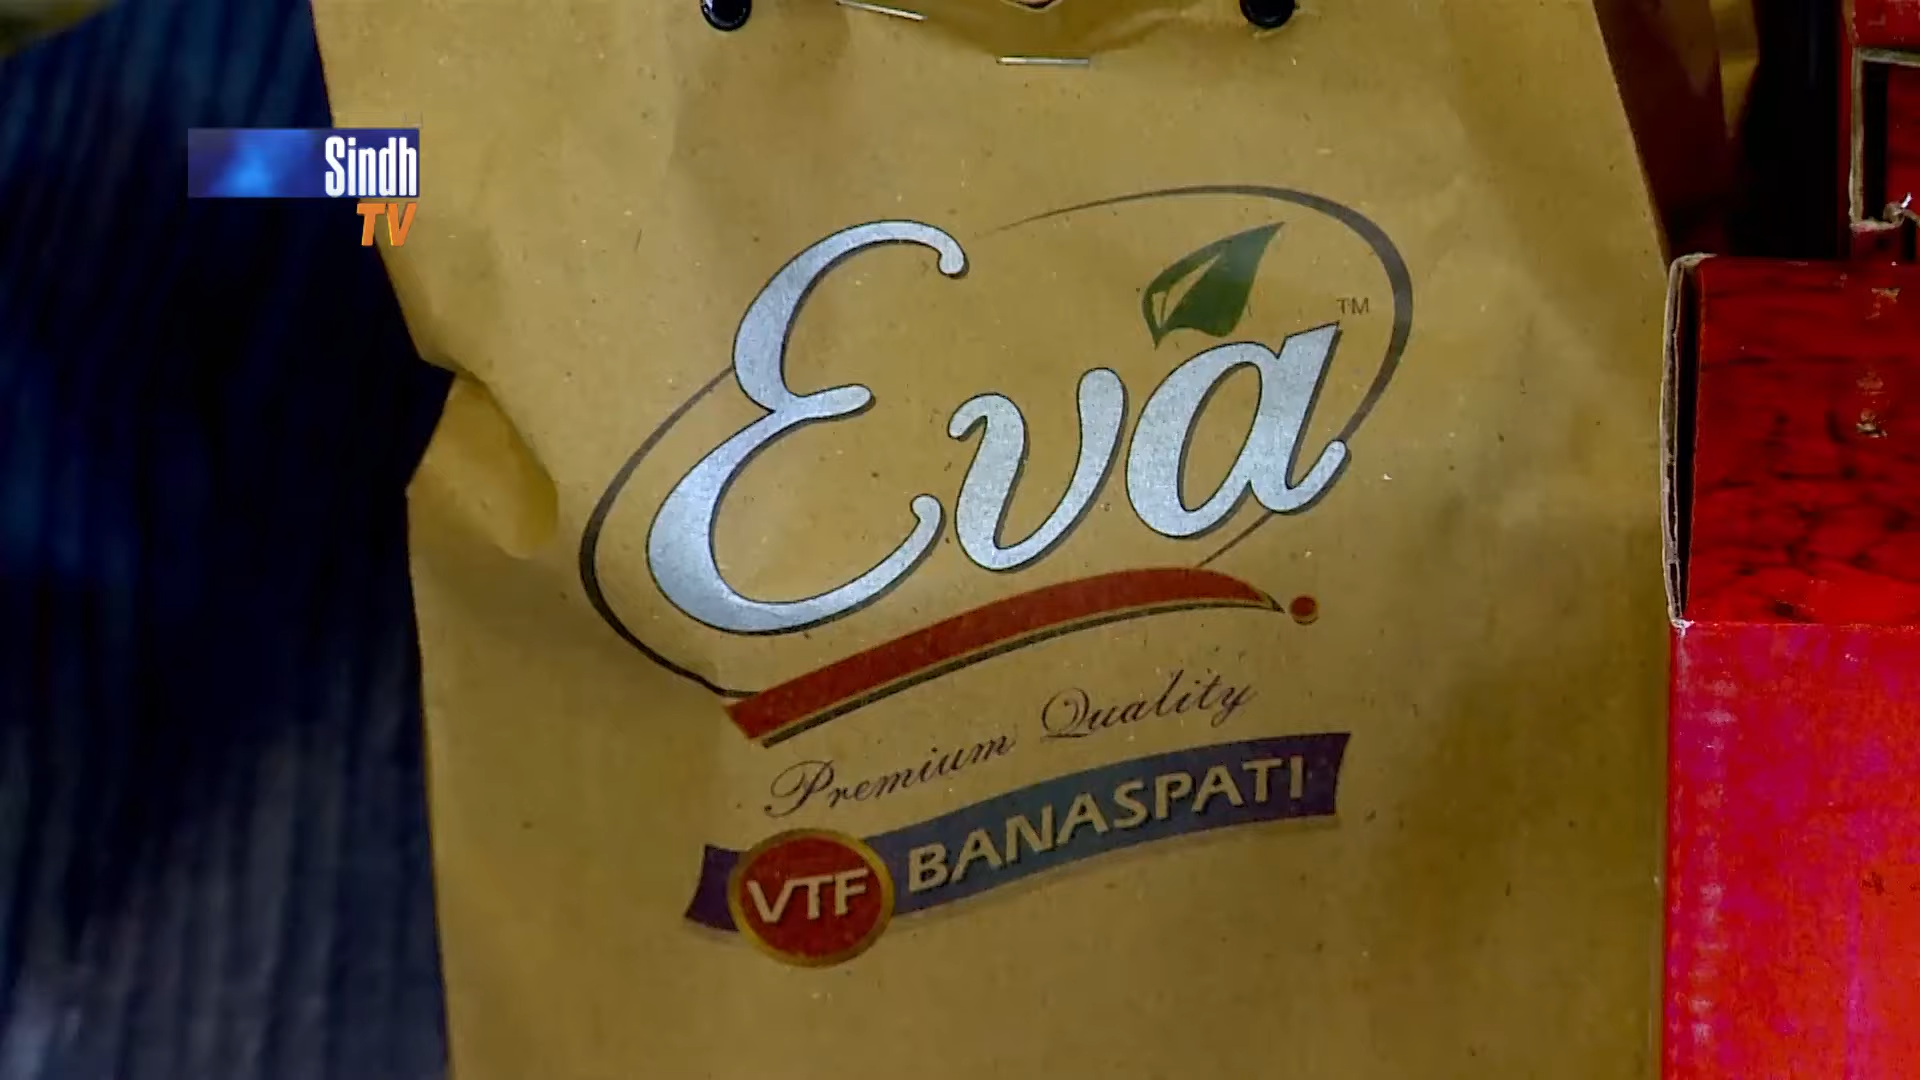 Sindh
TV
Eva
TM
Premium Quality
VTF BANASPATI